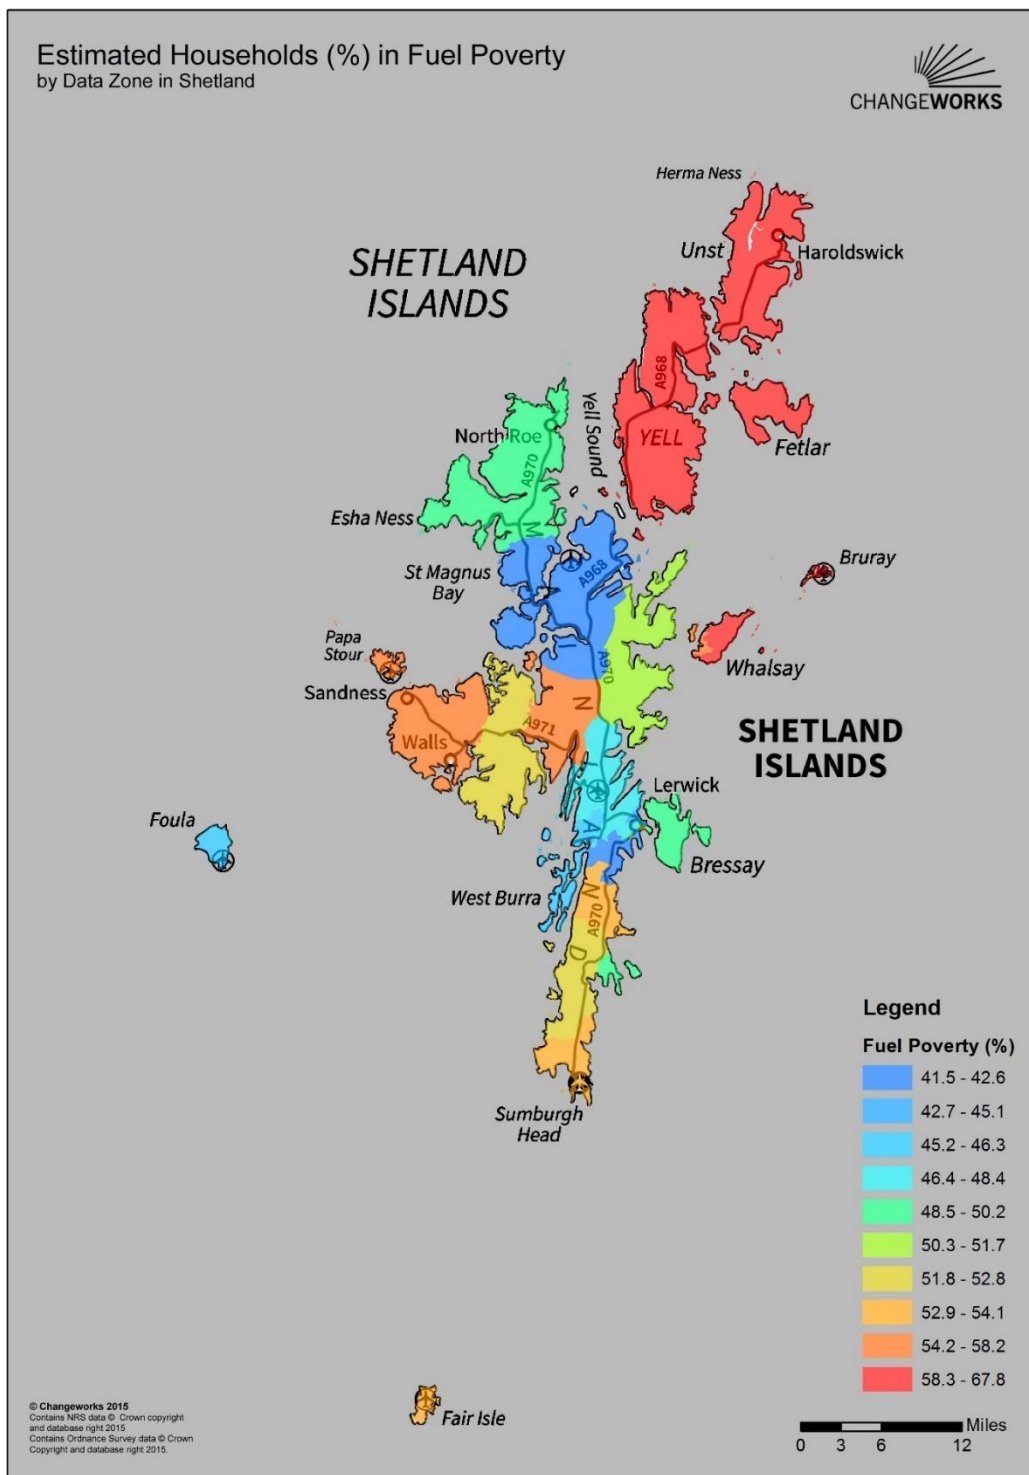 Estimated Households (%) in Fuel Poverty
by Data Zone in Shetland
CHANGEWORKS
Herma Ness
Unst
Haroldswick
SHETLAND
ISLANDS
A968
Yell Sound
YELL
Fetlar
North Roe
A970
Esha Ness
M
St Magnus
Bay
A968
Bruray
I
Papa
Stour
A970
Whalsay
Sandness
N
A971
SHETLAND
ISLANDS
Walls
L
Lerwick
Foula
A
Bressay
West Burra
N
A970
D
Sumburgh
Head
Fair Isle
Legend
Fuel Poverty (%)
41.5 - 42.6
42.7 - 45.1
45.2 - 46.3
46.4 - 48.4
48.5 - 50.2
50.3 - 51.7
51.8 - 52.8
52.9 - 54.1
54.2 - 58.2
58.3 - 67.8
Miles
0 3 6 12
© Changeworks 2015
Contains NRS data © Crown copyright
and database right 2015
Contains Ordnance Survey data © Crown
Copyright and database right 2015.